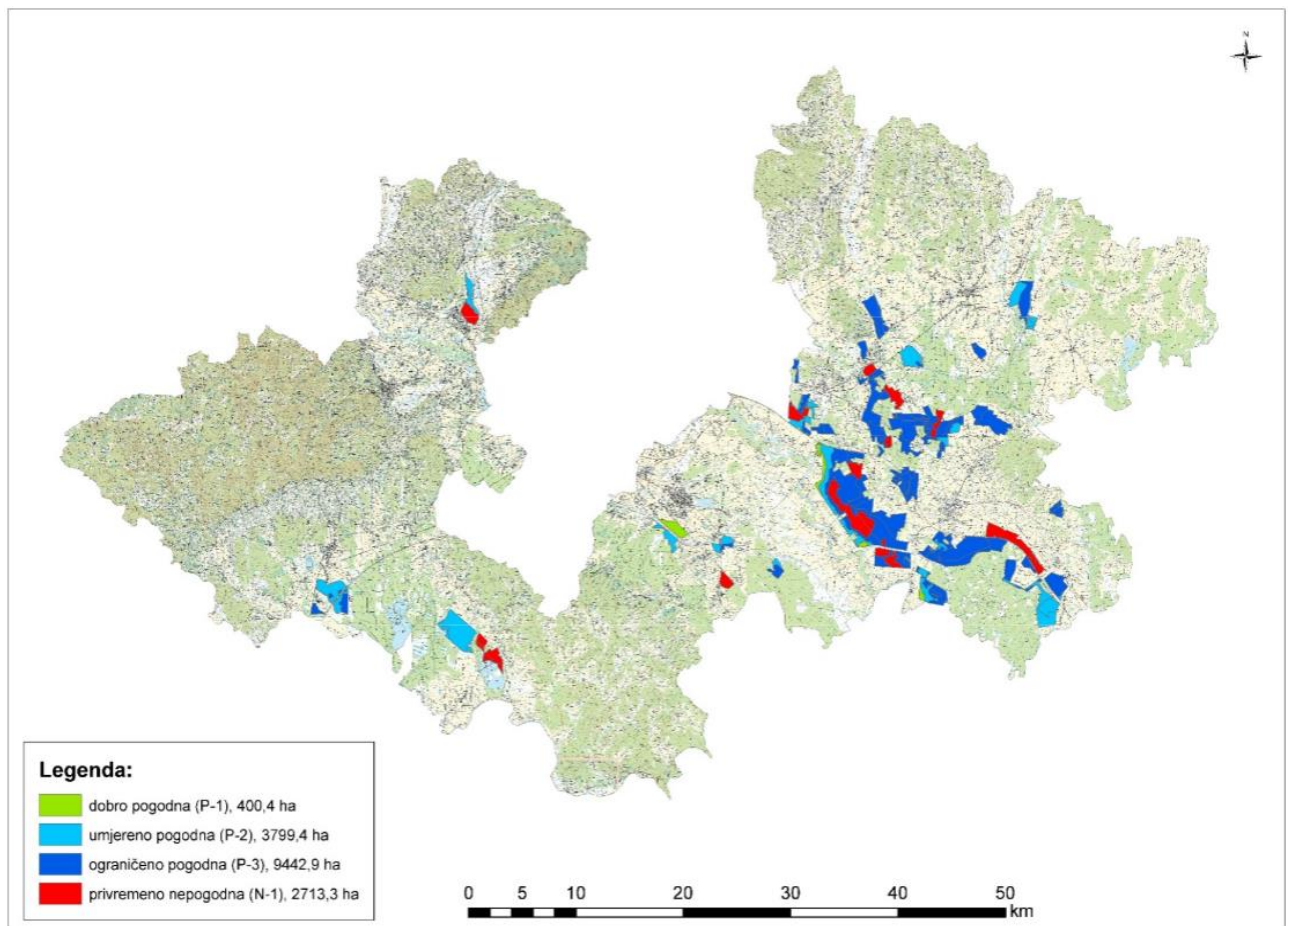 N
Legenda:
dobro pogodna (P-1), 400,4 ha
umjereno pogodna (P-2), 3799,4 ha
ograničeno pogodna (P-3), 9442,9 ha
privremeno nepogodna (N-1), 2713,3 ha
0 5 10 20 30 40 50
km